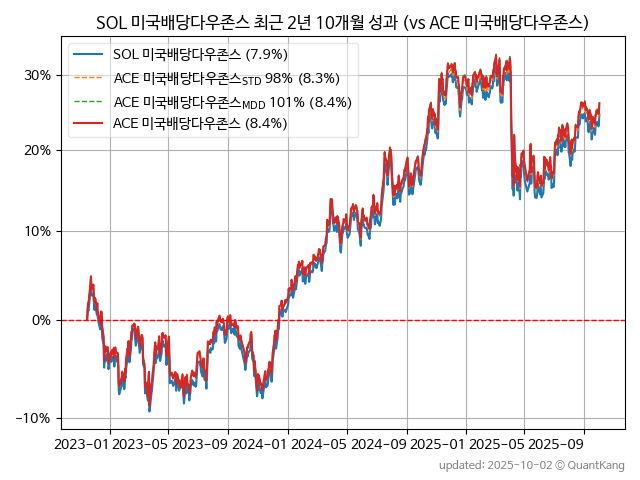 SOL 미국배당다우존스 최근 2년 10개월 성과 (vs ACE 미국배당다우존스)
SOL 미국배당다우존스 (7.9%)
ACE 미국배당다우존스STD 98% (8.3%)
ACE 미국배당다우존스MDD 101% (8.4%)
ACE 미국배당다우존스 (8.4%)
30%
20%
10%
0%
−10%
2023-01 2023-05 2023-09 2024-01 2024-05 2024-09 2025-01 2025-05 2025-09
updated: 2025-10-02 © QuantKang